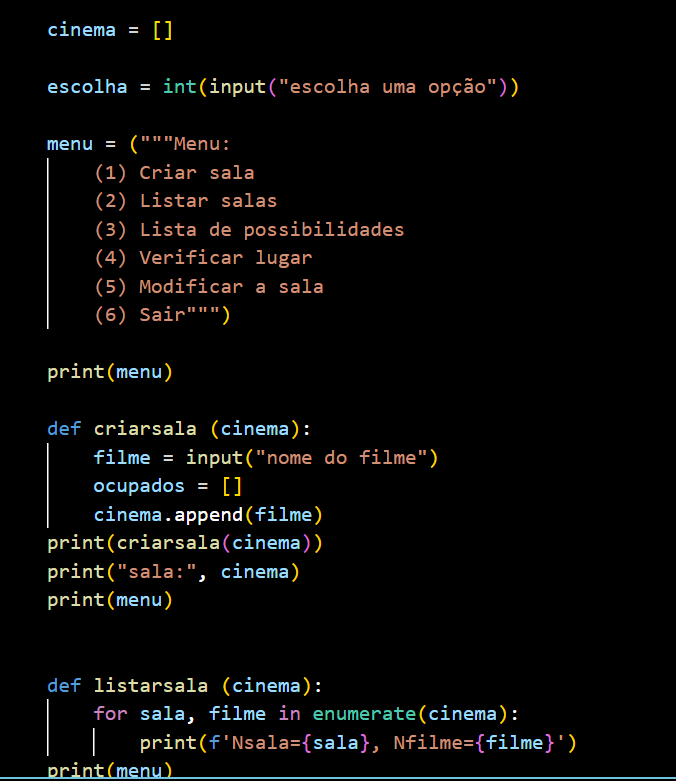 cinema = []
escolha = int(input("escolha uma opção"))
menu = ("""Menu:
    (1) Criar sala
    (2) Listar salas
    (3) Lista de possibilidades
    (4) Verificar lugar
    (5) Modificar a sala
    (6) Sair""")
print(menu)
def criarsala (cinema):
    filme = input("nome do filme")
    ocupados = []
    cinema.append(filme)
print(criarsala(cinema))
print("sala:", cinema)
print(menu)
def listarsala (cinema):
    for sala, filme in enumerate(cinema):
        print(f'Nsala={sala}, Nfilme={filme}')
print(menu)